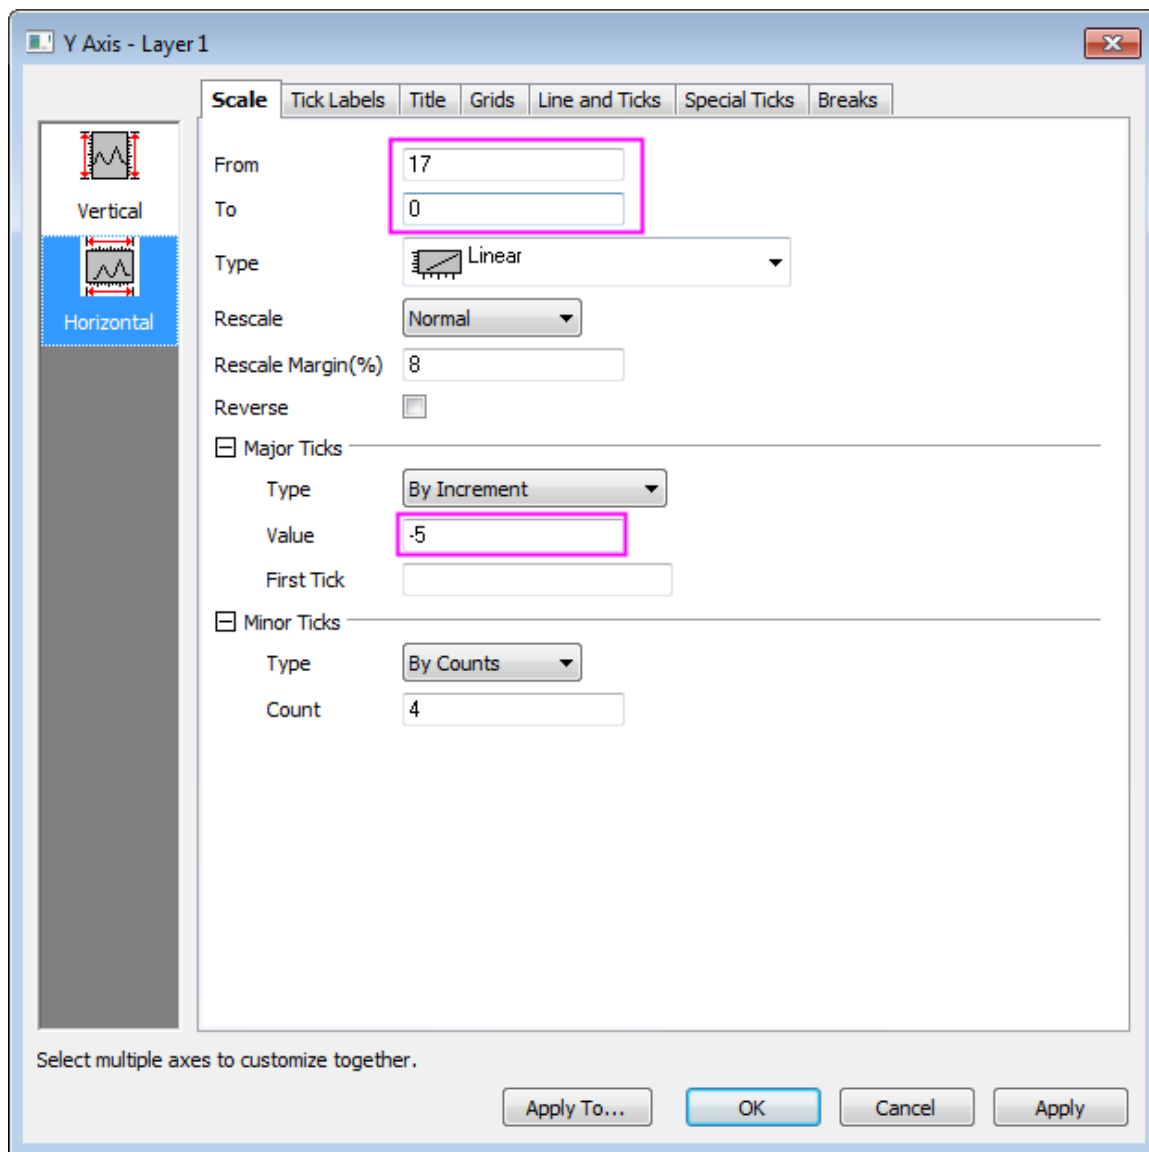 Y Axis - Layer 1
Scale Tick Labels Title Grids Line and Ticks Special Ticks Breaks
Vertical
Horizontal
From 17
To 0
Type Linear
Rescale Normal
Rescale Margin(%) 8
Reverse
Major Ticks
Type By Increment
Value -5
First Tick
Minor Ticks
Type By Counts
Count 4
Select multiple axes to customize together.
Apply To... OK Cancel Apply